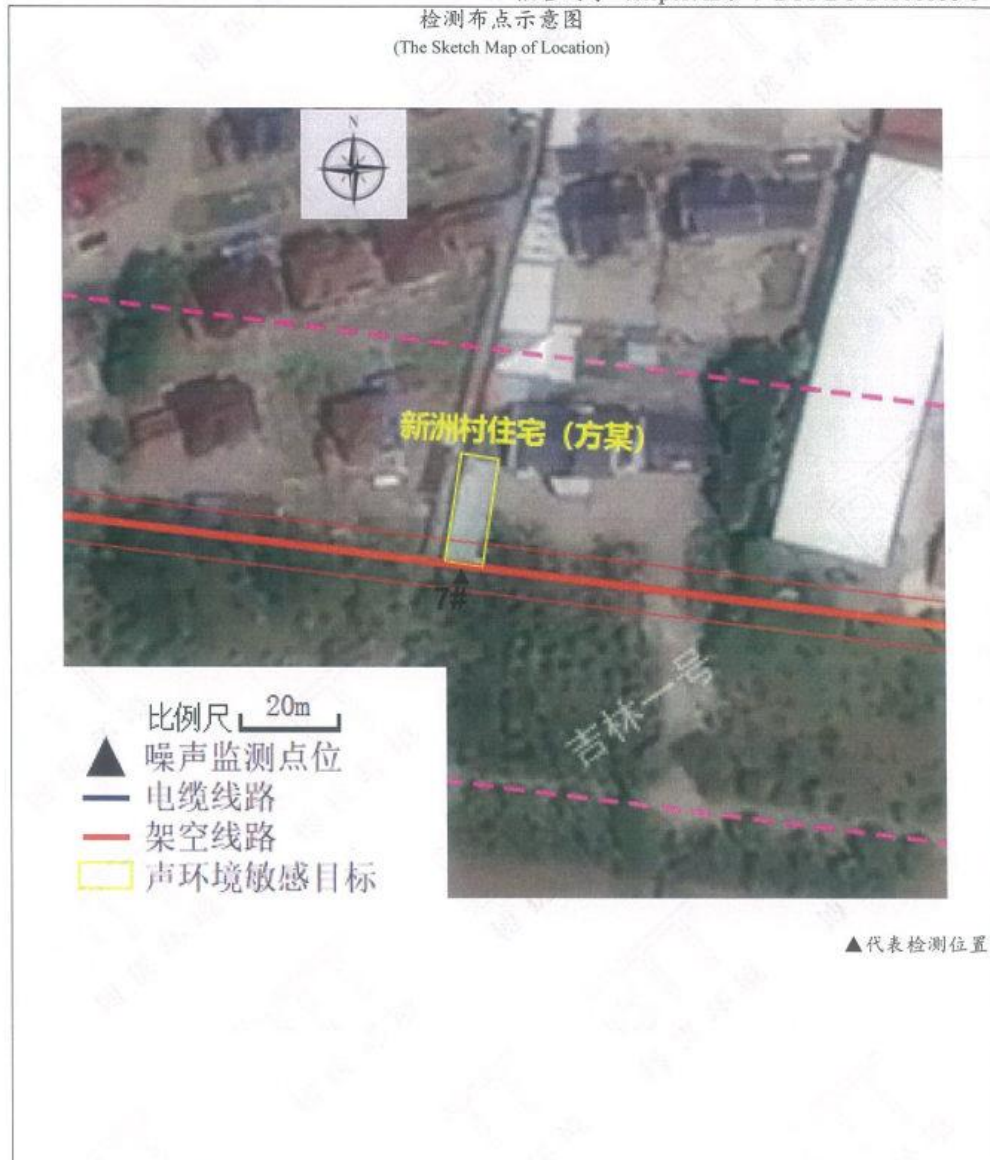 检测布点示意图
(The Sketch Map of Location)
N
新洲村住宅（方某）
7#
吉林一号
比例尺 20m
噪声监测点位
电缆线路
架空线路
声环境敏感目标
▲代表检测位置